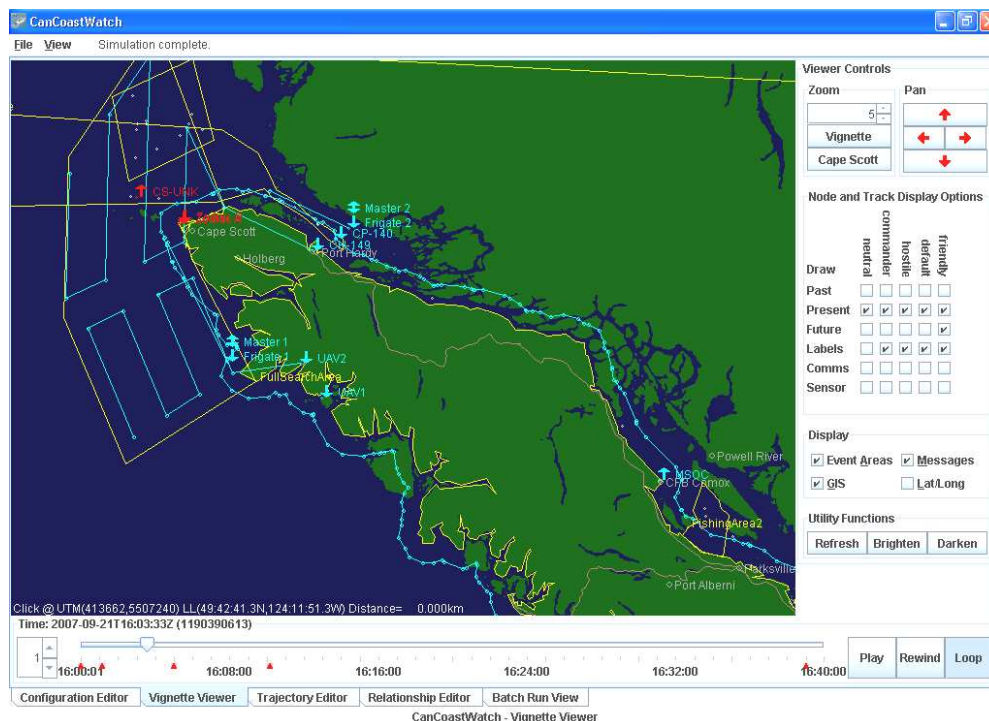 CanCoastWatch
File View Simulation complete.
CS-UNK
Cape Scott
Holberg
Master 2
Frigate 2
CP-140
CH-149
Port Hardy
Master 1
Frigate 1
UAV2
FullSearchArea
UAV1
Powell River
MSOC
CFB Comox
FishingArea2
Parksville
Port Alberni
Click @ UTM(413662,5507240) LL(49:42:41.3N,124:11:51.3W) Distance= 0.000km
Viewer Controls
Zoom Pan
5
Vignette
Cape Scott
Node and Track Display Options
Draw neutral commander hostile default friendly
Past
Present
Future
Labels
Comms
Sensor
Display
Event Areas Messages
GIS Lat/Long
Utility Functions
Refresh Brighten Darken
Time: 2007-09-21T16:03:33Z (1190390613)
1
16:00:01 16:08:00 16:16:00 16:24:00 16:32:00 16:40:00
Play Rewind Loop
Configuration Editor Vignette Viewer Trajectory Editor Relationship Editor Batch Run View
CanCoastWatch - Vignette Viewer